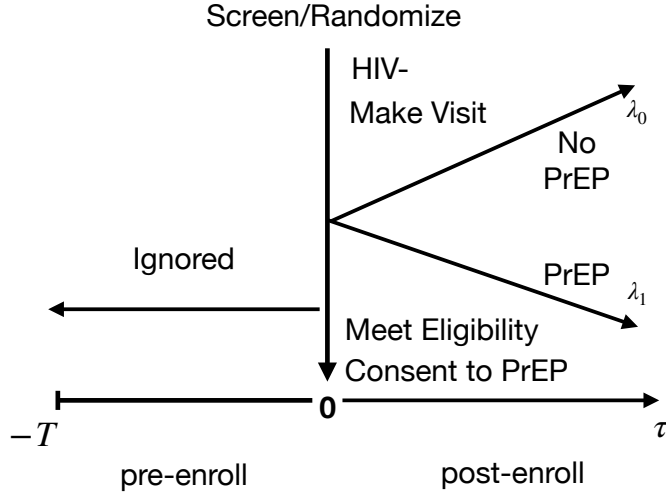 Screen/Randomize
HIV-
Make Visit
λ0
No
PrEP
Ignored
PrEP
λ1
Meet Eligibility
Consent to PrEP
0
−T
τ
pre-enroll
post-enroll